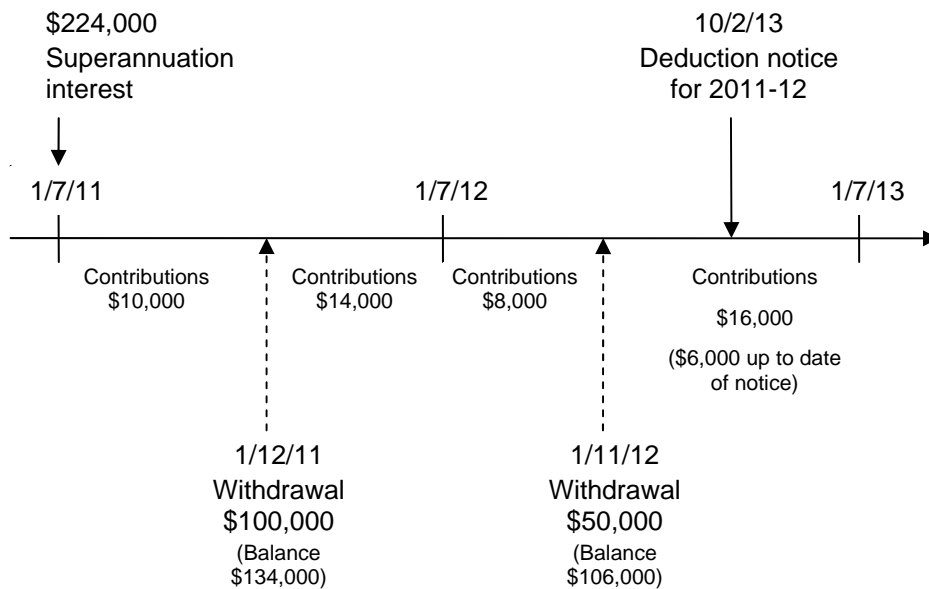 $224,000
Superannuation
interest
10/2/13
Deduction notice
for 2011-12
1/7/11
1/7/12
1/7/13
Contributions
$10,000
Contributions
$14,000
Contributions
$8,000
Contributions
$16,000
($6,000 up to date
of notice)
1/12/11
Withdrawal
$100,000
(Balance
$134,000)
1/11/12
Withdrawal
$50,000
(Balance
$106,000)